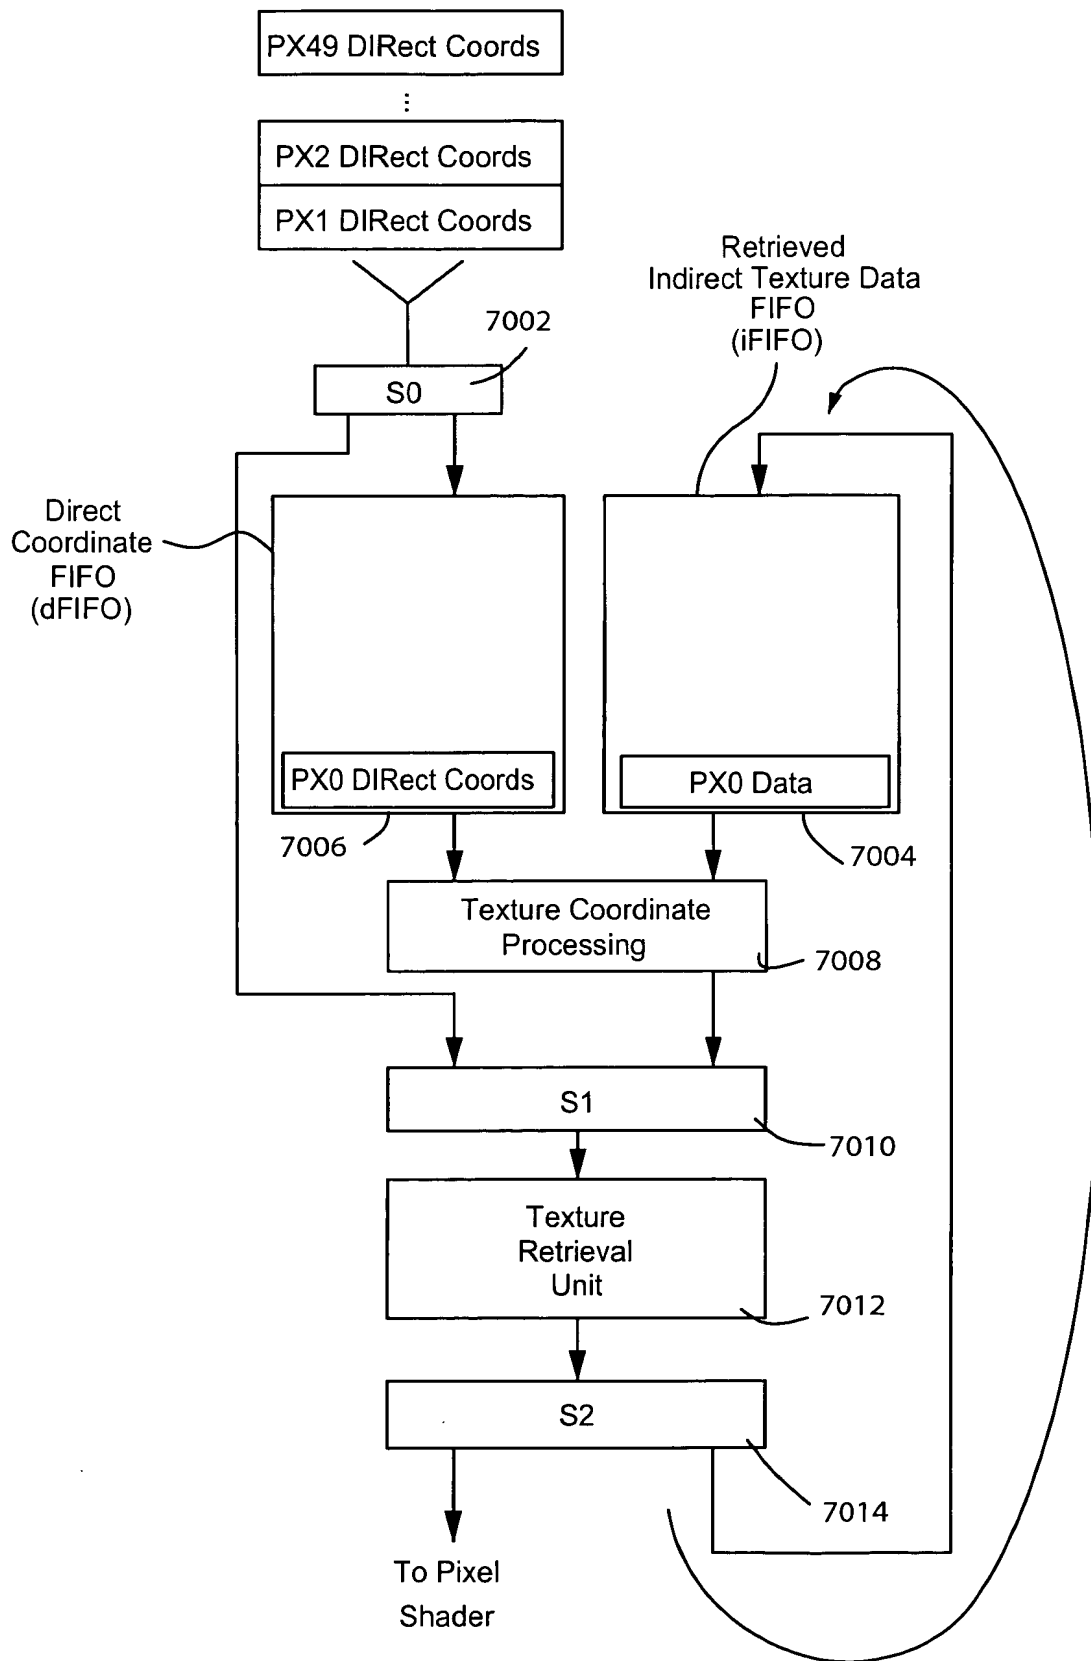 PX49 DIRect Coords
⋮
PX2 DIRect Coords
PX1 DIRect Coords
Retrieved
Indirect Texture Data
FIFO
(iFIFO)
7002
S0
Direct
Coordinate
FIFO
(dFIFO)
PX0 DIRect Coords
PX0 Data
7006
7004
Texture Coordinate
Processing
7008
S1
7010
Texture
Retrieval
Unit
7012
S2
7014
To Pixel
Shader